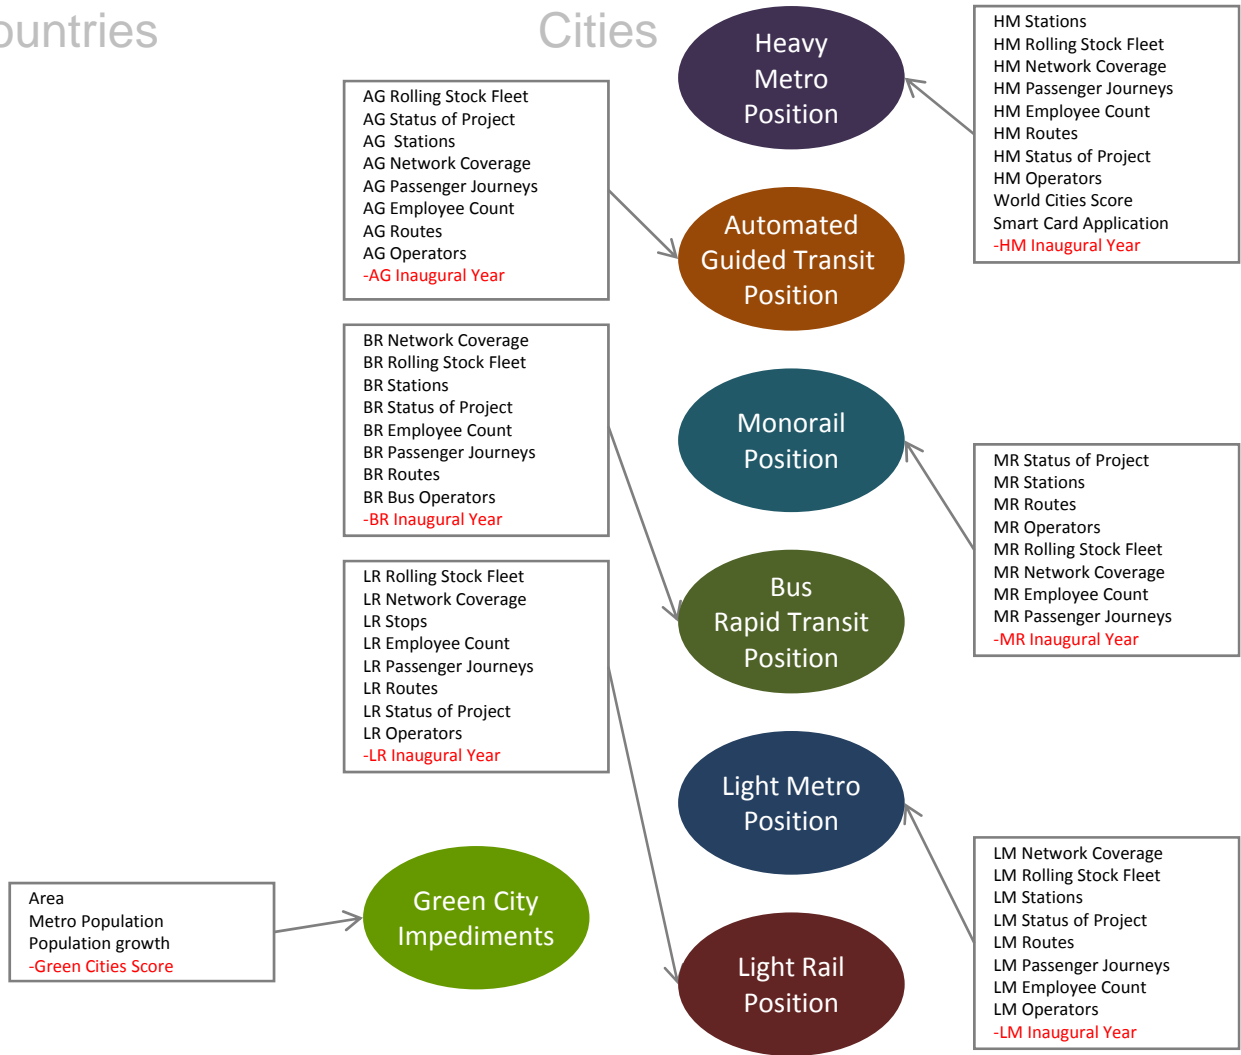 ountries
Cities
Heavy
Metro
Position
HM Stations
HM Rolling Stock Fleet
HM Network Coverage
HM Passenger Journeys
HM Employee Count
HM Routes
HM Status of Project
HM Operators
World Cities Score
Smart Card Application
-HM Inaugural Year
AG Rolling Stock Fleet
AG Status of Project
AG Stations
AG Network Coverage
AG Passenger Journeys
AG Employee Count
AG Routes
AG Operators
-AG Inaugural Year
Automated
Guided Transit
Position
BR Network Coverage
BR Rolling Stock Fleet
BR Stations
BR Status of Project
BR Employee Count
BR Passenger Journeys
BR Routes
BR Bus Operators
-BR Inaugural Year
Monorail
Position
MR Status of Project
MR Stations
MR Routes
MR Operators
MR Rolling Stock Fleet
MR Network Coverage
MR Employee Count
MR Passenger Journeys
-MR Inaugural Year
LR Rolling Stock Fleet
LR Network Coverage
LR Stops
LR Employee Count
LR Passenger Journeys
LR Routes
LR Status of Project
LR Operators
-LR Inaugural Year
Bus
Rapid Transit
Position
Light Metro
Position
LM Network Coverage
LM Rolling Stock Fleet
LM Stations
LM Status of Project
LM Routes
LM Passenger Journeys
LM Employee Count
LM Operators
-LM Inaugural Year
Area
Metro Population
Population growth
-Green Cities Score
Green City
Impediments
Light Rail
Position